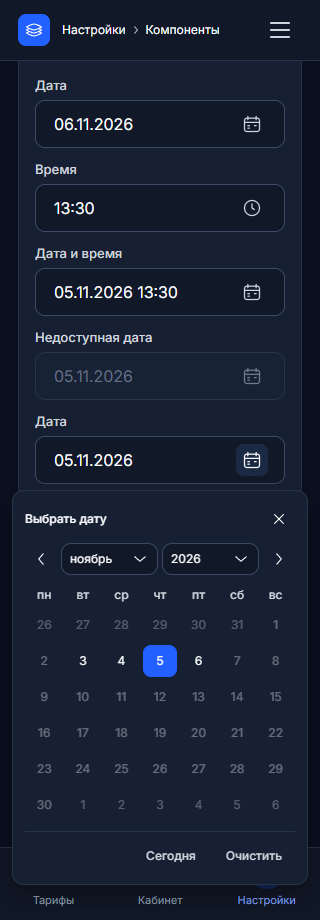 Настройки > Компоненты
Дата
06.11.2026
Время
13:30
Дата и время
05.11.2026 13:30
Недоступная дата
05.11.2026
Дата
05.11.2026
Выбрать дату
ноябрь 2026
пн вт ср чт пт сб вс
26 27 28 29 30 31 1
2 3 4 5 6 7 8
9 10 11 12 13 14 15
16 17 18 19 20 21 22
23 24 25 26 27 28 29
30 1 2 3 4 5 6
Сегодня Очистить
Тарифы Кабинет Настройки